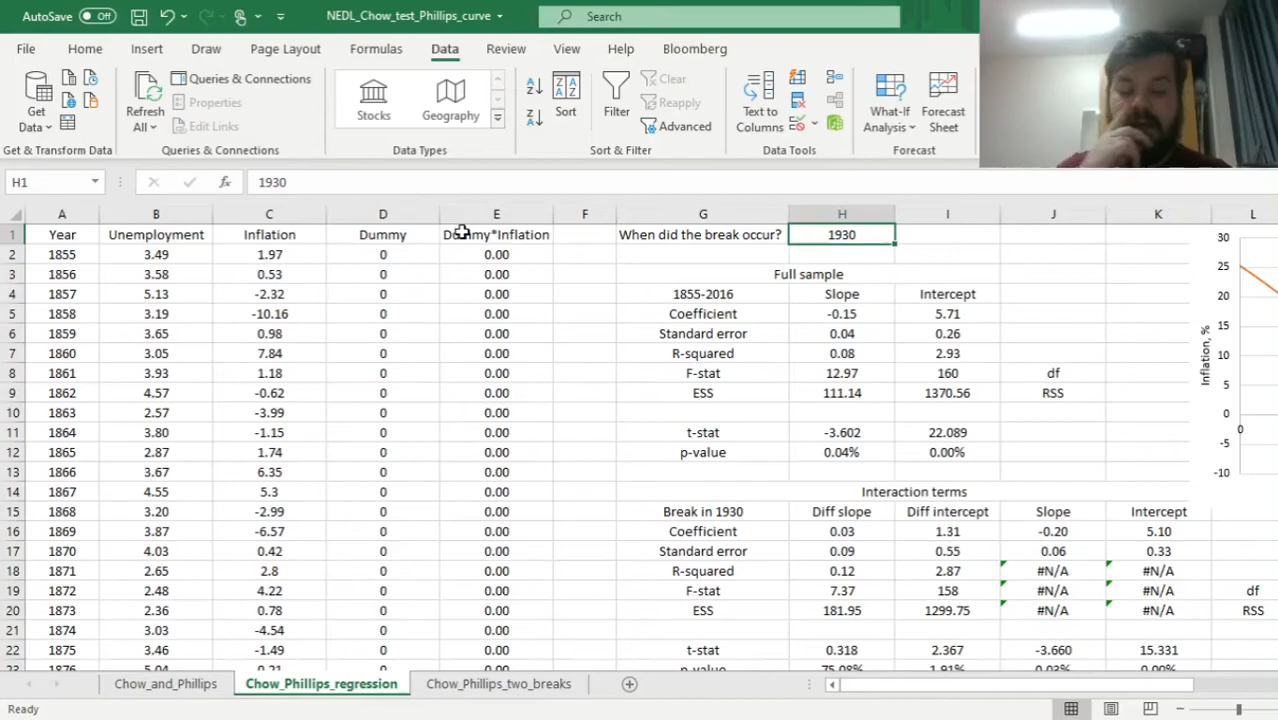 AutoSave Off NEDL_Chow_test_Phillips_curve Search
File Home Insert Draw Page Layout Formulas Data Review View Help Bloomberg
Get Data
Refresh All
Queries & Connections
Properties
Edit Links
Stocks
Geography
Sort
Filter
Clear
Reapply
Advanced
Text to Columns
What-If Analysis
Forecast Sheet
Get & Transform Data Queries & Connections Data Types Sort & Filter Data Tools Forecast
H1 fx 1930
A B C D E F G H I J K L
1 Year Unemployment Inflation Dummy Dummy*Inflation When did the break occur? 1930
2 1855 3.49 1.97 0 0.00
3 1856 3.58 0.53 0 0.00 Full sample
4 1857 5.13 -2.32 0 0.00 1855-2016 Slope Intercept
5 1858 3.19 -10.16 0 0.00 Coefficient -0.15 5.71
6 1859 3.65 0.98 0 0.00 Standard error 0.04 0.26
7 1860 3.05 7.84 0 0.00 R-squared 0.08 2.93
8 1861 3.93 1.18 0 0.00 F-stat 12.97 160 df
9 1862 4.57 -0.62 0 0.00 ESS 111.14 1370.56 RSS
10 1863 2.57 -3.99 0 0.00
11 1864 3.80 -1.15 0 0.00 t-stat -3.602 22.089
12 1865 2.87 1.74 0 0.00 p-value 0.04% 0.00%
13 1866 3.67 6.35 0 0.00
14 1867 4.55 5.3 0 0.00 Interaction terms
15 1868 3.20 -2.99 0 0.00 Break in 1930 Diff slope Diff intercept Slope Intercept
16 1869 3.87 -6.57 0 0.00 Coefficient 0.03 1.31 -0.20 5.10
17 1870 4.03 0.42 0 0.00 Standard error 0.09 0.55 0.06 0.33
18 1871 2.65 2.8 0 0.00 R-squared 0.12 2.87 #N/A #N/A
19 1872 2.48 4.22 0 0.00 F-stat 7.37 158 #N/A #N/A df
20 1873 2.36 0.78 0 0.00 ESS 181.95 1299.75 #N/A #N/A RSS
21 1874 3.03 -4.54 0 0.00
22 1875 3.46 -1.49 0 0.00 t-stat 0.318 2.367 -3.660 15.331
23 1876 5.04 0.21 0 0.00 p-value 75.08% 1.91% 0.03% 0.00%
30
25
20
15
10
5
0
-5
-10
0
Inflation, %
Chow_and_Phillips Chow_Phillips_regression Chow_Phillips_two_breaks
Ready